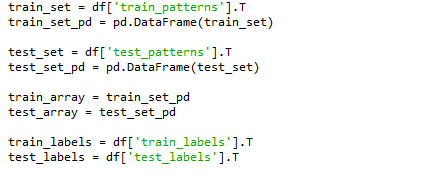 train_set = df['train_patterns'].T
train_set_pd = pd.DataFrame(train_set)
test_set = df['test_patterns'].T
test_set_pd = pd.DataFrame(test_set)
train_array = train_set_pd
test_array = test_set_pd
train_labels = df['train_labels'].T
test_labels = df['test_labels'].T